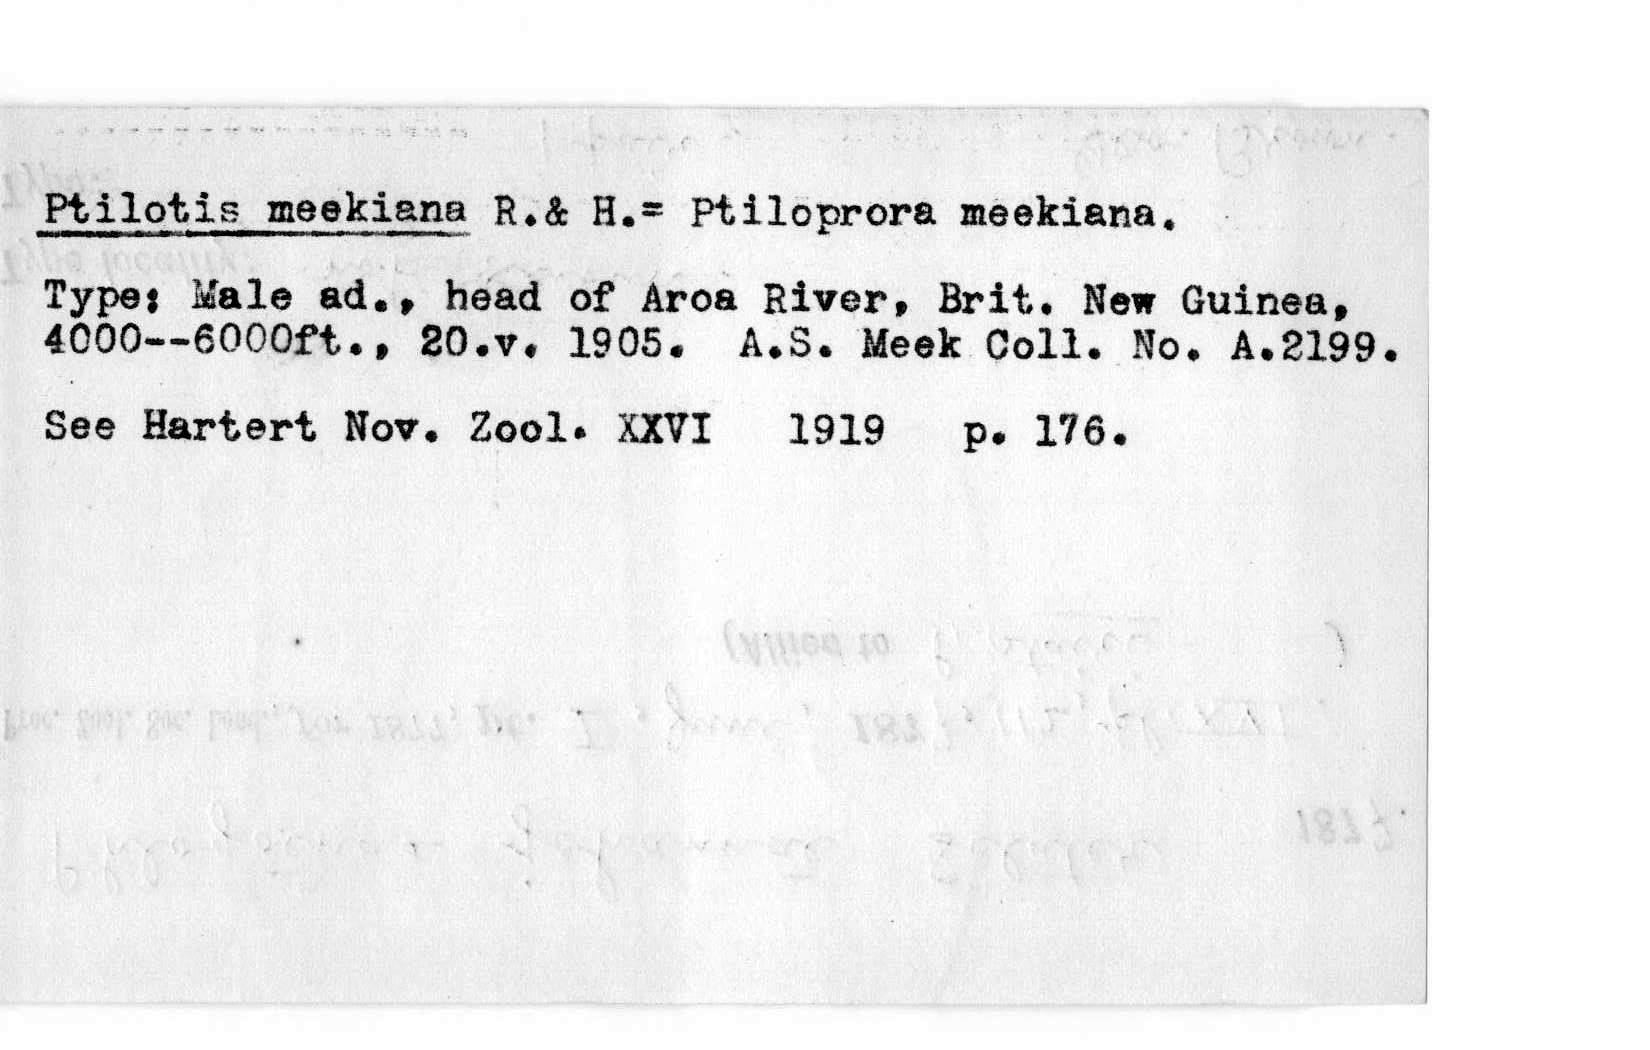 Ptilotis meekiana R.& H.= Ptiloprora meekiana.
Type: Male ad., head of Aroa River, Brit. New Guinea,
4000--6000ft., 20.v. 1905. A.S. Meek Coll. No. A.2199.
See Hartert Nov. Zool. XXVI 1919 p. 176.